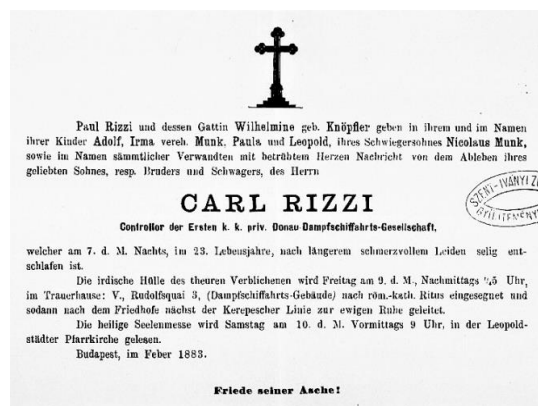 Paul Rizzi und dessen Gattin Wilhelmine geb. Knöpfler geben in ihrem und im Namen
ihrer Kinder Adolf, Irma vereh. Munk, Paula und Leopold, ihres Schwiegersohnes Nicolaus Munk,
sowie im Namen sämmtlicher Verwandten mit betrübtem Herzen Nachricht von dem Ableben ihres
geliebten Sohnes, resp. Bruders und Schwagers, des Herrn
CARL RIZZI
Controllor der Ersten k. k. priv. Donau-Dampfschiffahrts-Gesellschaft,
welcher am 7. d. M. Nachts, im 23. Lebensjahre, nach längerem schmerzvollem Leiden selig ent-
schlafen ist.
Die irdische Hülle des theuren Verblichenen wird Freitag am 9. d. M., Nachmittags Uhr,
im Trauerhause: V., Rudolfsquai 3, (Dampfschiffahrts-Gebäude) nach röm.-kath. Ritus eingesegnet und
sodann nach dem Friedhofe nächst der Kerepescher Linie zur ewigen Ruhe geleitet.
Die heilige Seelenmesse wird Samstag am 10. d. M. Vormittags 9 Uhr, in der Leopold-
städter Pfarrkirche gelesen.
Budapest, im Feber 1883.
Friede seiner Asche!
SZENT-IVÁNYI